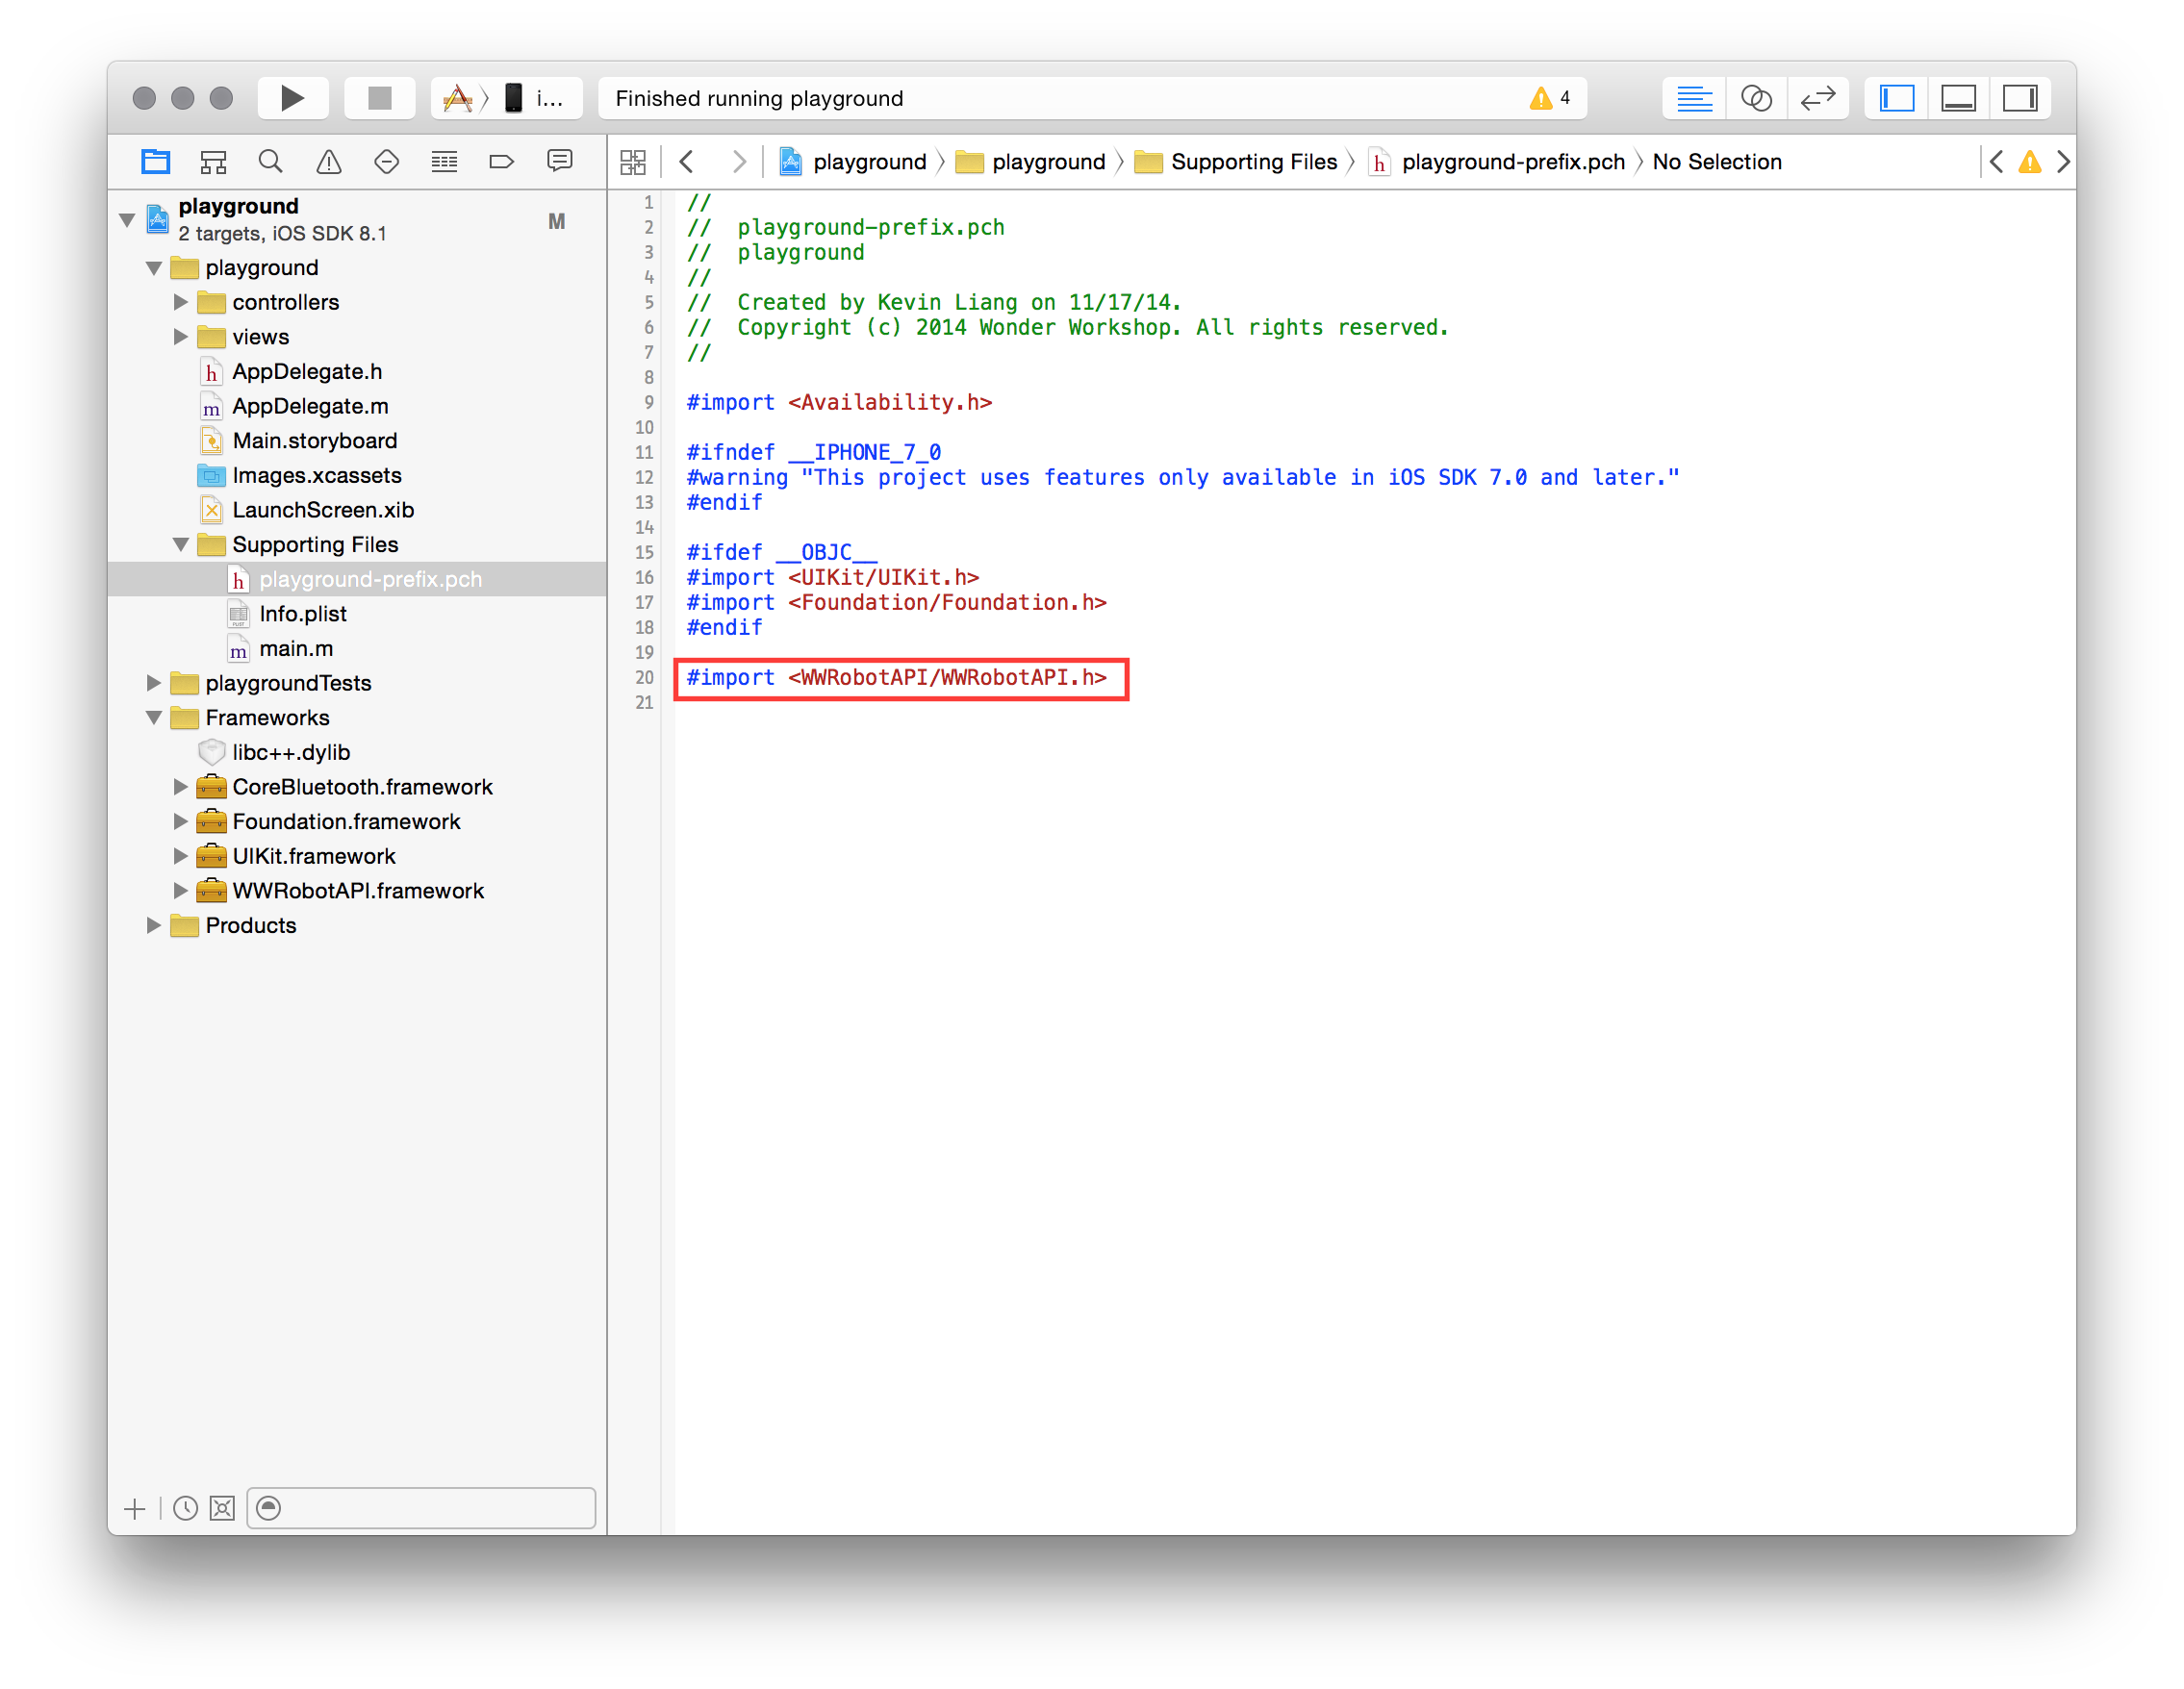 i...
Finished running playground
4
playground
playground
Supporting Files
h
playground-prefix.pch
No Selection
playground
2 targets, iOS SDK 8.1
M
playground
controllers
views
h AppDelegate.h
m AppDelegate.m
Main.storyboard
Images.xcassets
LaunchScreen.xib
Supporting Files
h playground-prefix.pch
Info.plist
m main.m
playgroundTests
Frameworks
libc++.dylib
CoreBluetooth.framework
Foundation.framework
UIKit.framework
WWRobotAPI.framework
Products
1 //
2 //  playground-prefix.pch
3 //  playground
4 //
5 //  Created by Kevin Liang on 11/17/14.
6 //  Copyright (c) 2014 Wonder Workshop. All rights reserved.
7 //
8
9 #import <Availability.h>
10
11 #ifndef __IPHONE_7_0
12 #warning "This project uses features only available in iOS SDK 7.0 and later."
13 #endif
14
15 #ifdef __OBJC__
16 #import <UIKit/UIKit.h>
17 #import <Foundation/Foundation.h>
18 #endif
19
20 #import <WWRobotAPI/WWRobotAPI.h>
21